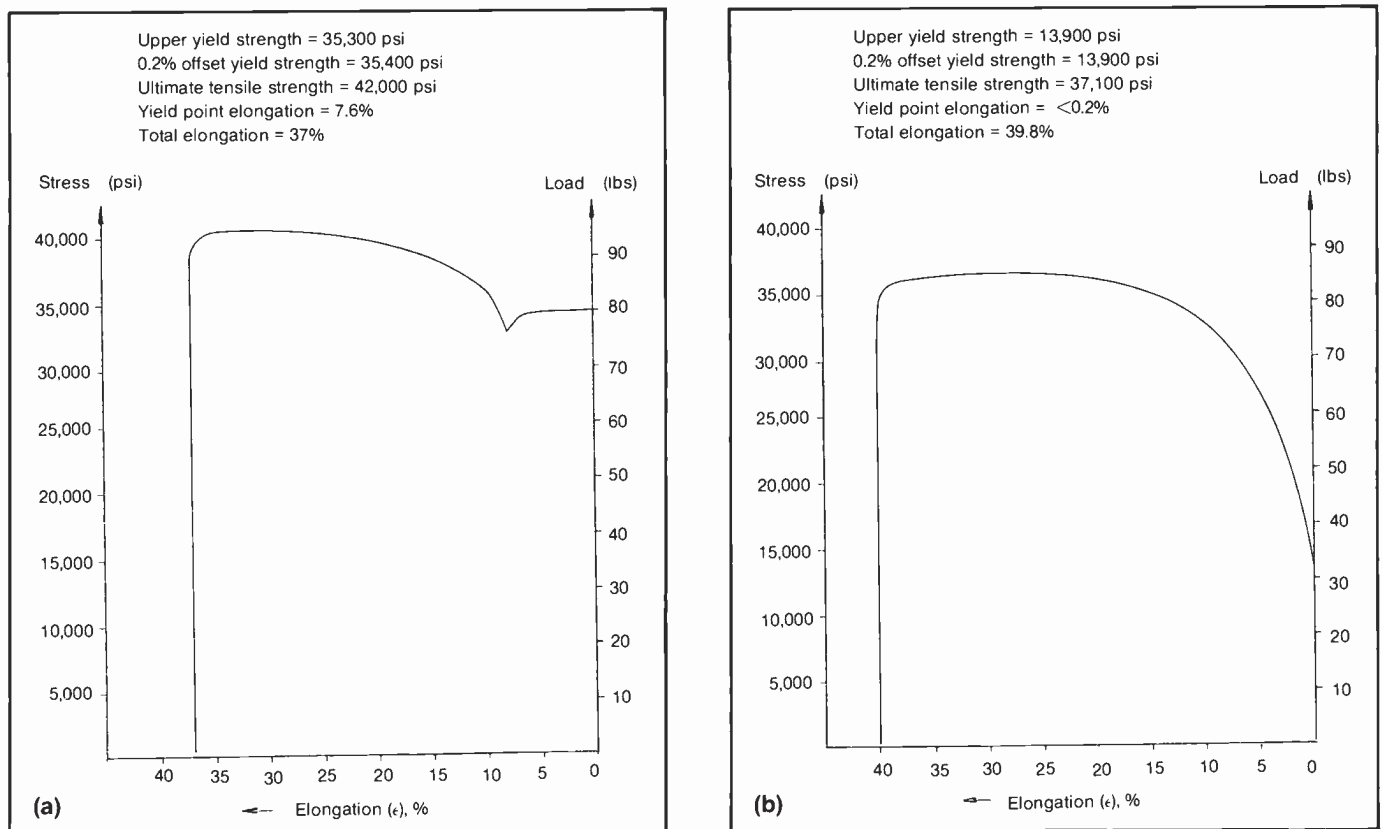 Upper yield strength = 35,300 psi
0.2% offset yield strength = 35,400 psi
Ultimate tensile strength = 42,000 psi
Yield point elongation = 7.6%
Total elongation = 37%
Stress (psi)
Load (lbs)
40,000
35,000
30,000
25,000
20,000
15,000
10,000
5,000
90
80
70
60
50
40
30
20
10
40 35 30 25 20 15 10 5 0
(a)
← Elongation (ϵ), %
Upper yield strength = 13,900 psi
0.2% offset yield strength = 13,900 psi
Ultimate tensile strength = 37,100 psi
Yield point elongation = <0.2%
Total elongation = 39.8%
Stress (psi)
Load (lbs)
40,000
35,000
30,000
25,000
20,000
15,000
10,000
5,000
90
80
70
60
50
40
30
20
10
40 35 30 25 20 15 10 5 0
(b)
← Elongation (ϵ), %